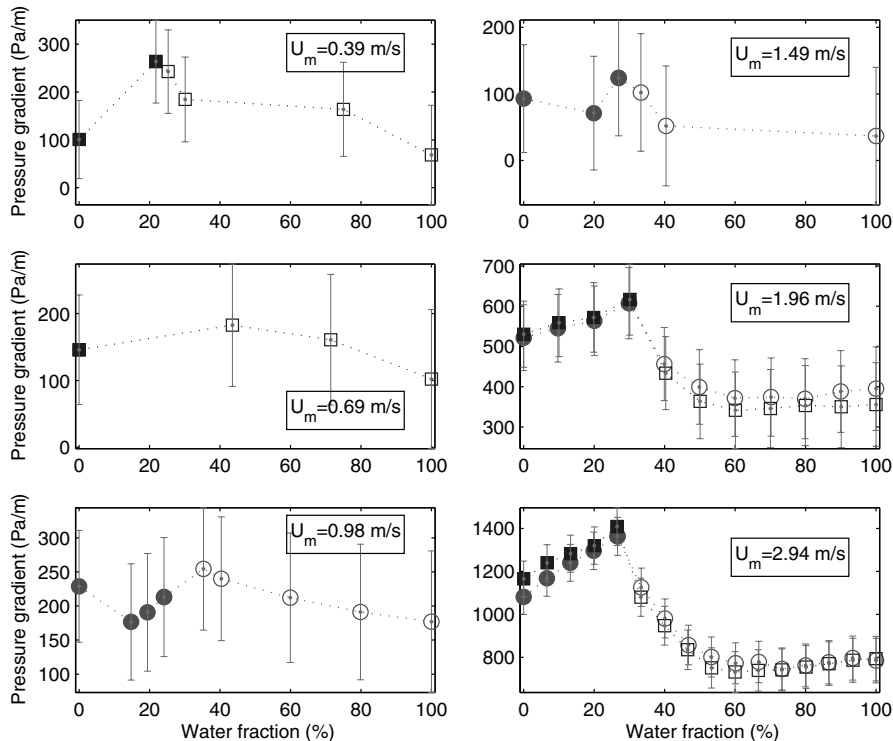 300
200
100
0
Pressure gradient (Pa/m)
U_m=0.39 m/s
0 20 40 60 80 100
200
100
0
U_m=1.49 m/s
0 20 40 60 80 100
200
100
0
Pressure gradient (Pa/m)
U_m=0.69 m/s
0 20 40 60 80 100
700
600
500
400
300
U_m=1.96 m/s
0 20 40 60 80 100
300
250
200
150
100
Pressure gradient (Pa/m)
U_m=0.98 m/s
0 20 40 60 80 100
Water fraction (%)
1400
1200
1000
800
U_m=2.94 m/s
0 20 40 60 80 100
Water fraction (%)